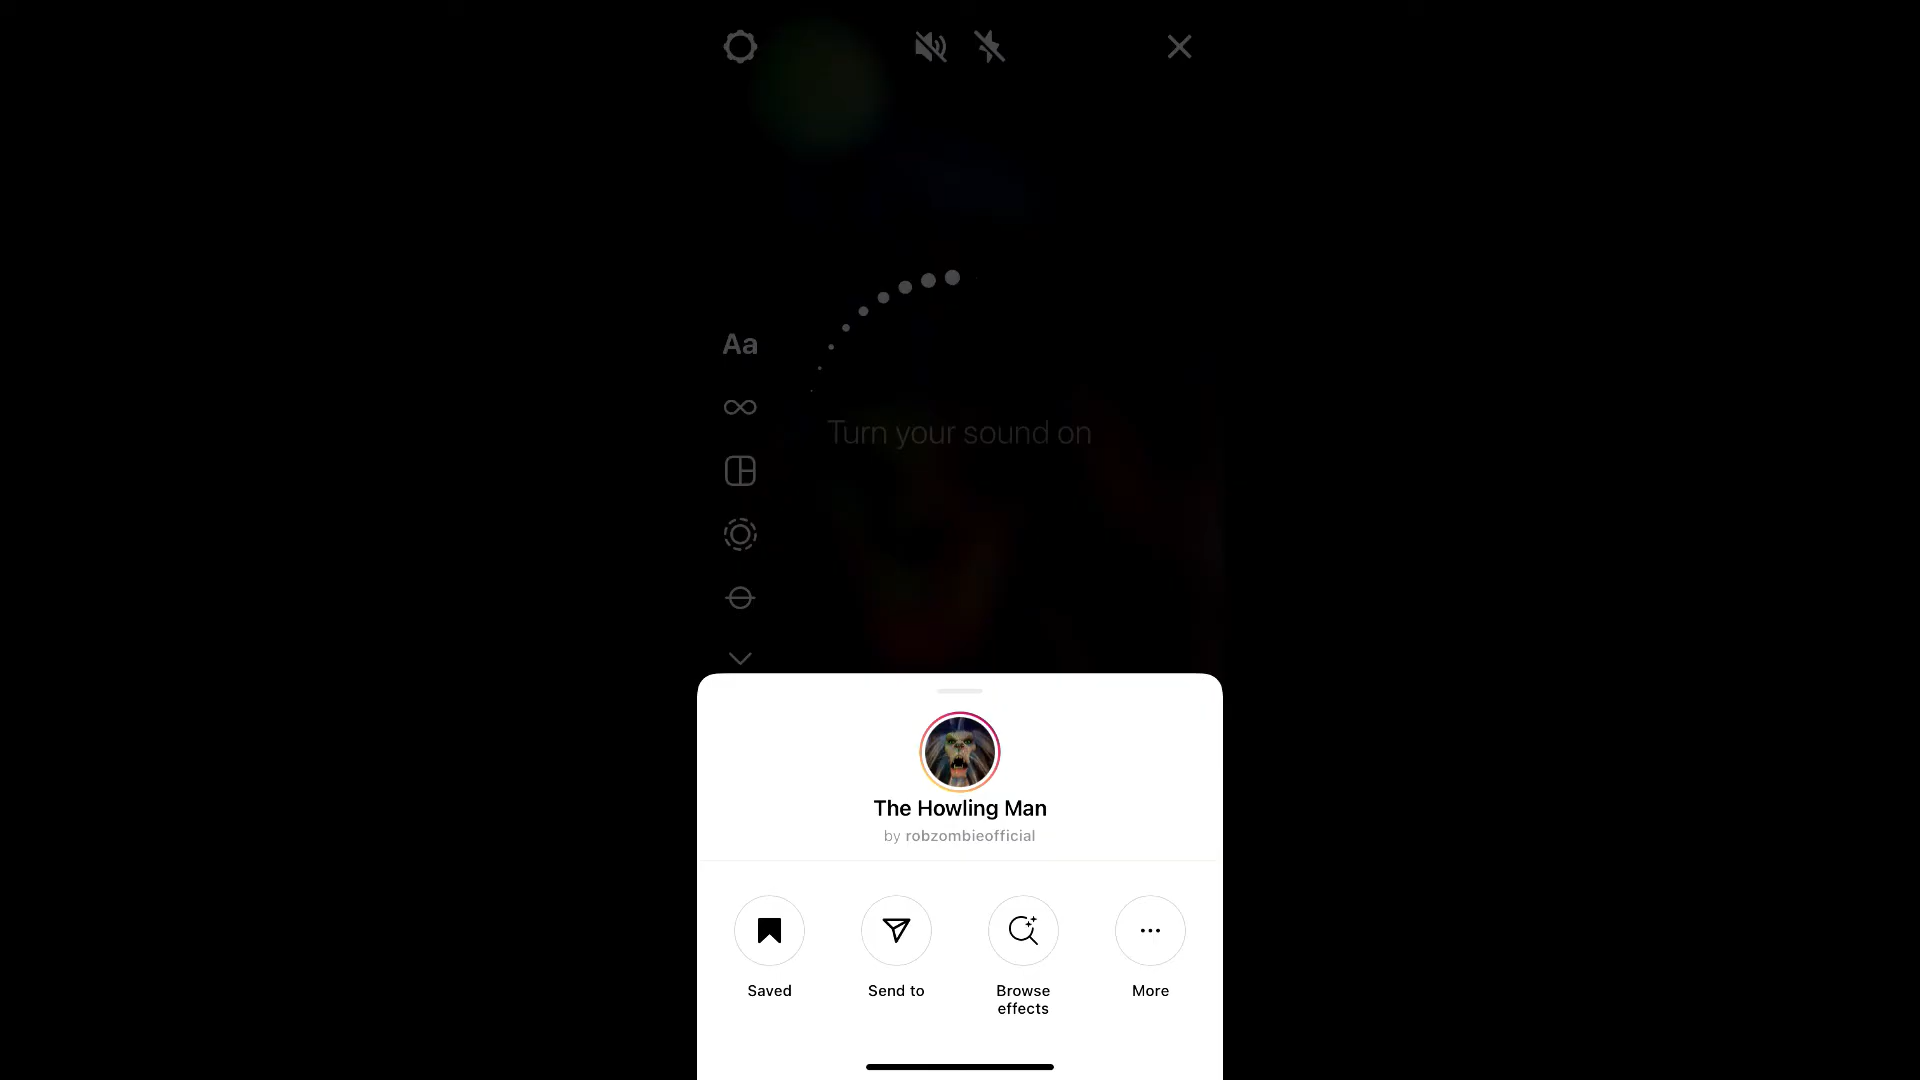 Aa
Turn your sound on
The Howling Man
by robzombieofficial
Saved
Send to
Browse
effects
More